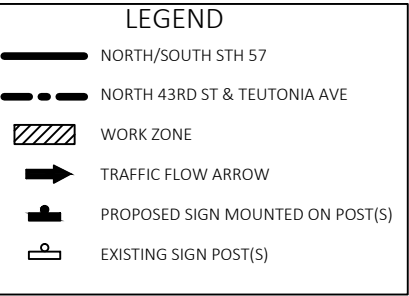 LEGEND
NORTH/SOUTH STH 57
NORTH 43RD ST & TEUTONIA AVE
WORK ZONE
TRAFFIC FLOW ARROW
PROPOSED SIGN MOUNTED ON POST(S)
EXISTING SIGN POST(S)